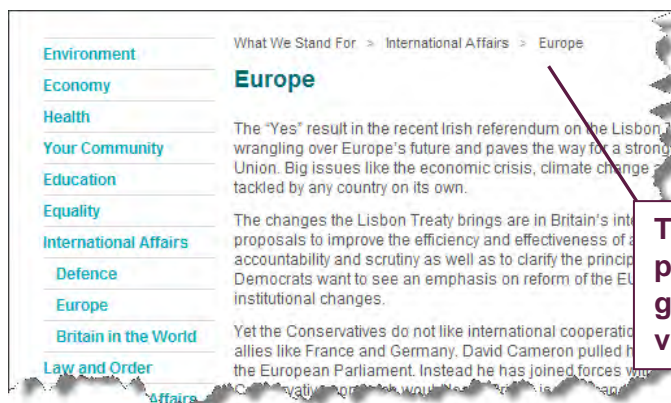 Environment
Economy
Health
Your Community
Education
Equality
International Affairs
Defence
Europe
Britain in the World
Law and Order
Affairs
What We Stand For > International Affairs > Europe
Europe
The "Yes" result in the recent Irish referendum on the Lisbon
wrangling over Europe's future and paves the way for a strong
Union. Big issues like the economic crisis, climate change
tackled by any country on its own.
The changes the Lisbon Treaty brings are in Britain's
proposals to improve the efficiency and effectiveness of
accountability and scrutiny as well as to clarify the
Democrats want to see an emphasis on reform of the
institutional changes.
Yet the Conservatives do not like international
allies like France and Germany. David Cameron pulled
the European Parliament. Instead he has joined forces